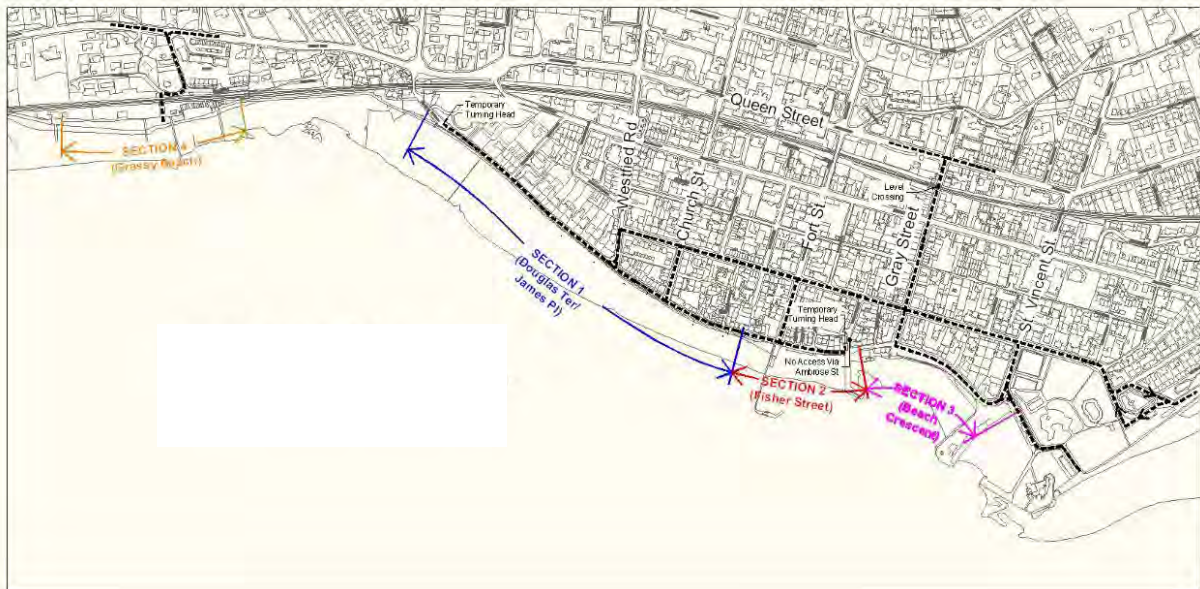 Temporary
Turning Head
Queen Street
Westfied Rd
Church St.
Level
Crossing
Fort St.
Gray Street
St. Vincent St.
SECTION 4
(Grassy Beach)
SECTION 1
(Douglas Ter/
James Pl)
Temporary
Turning Head
No Access Via
Ambrose St
SECTION 2
(Fisher Street)
SECTION 3
(Beach
Crescent)